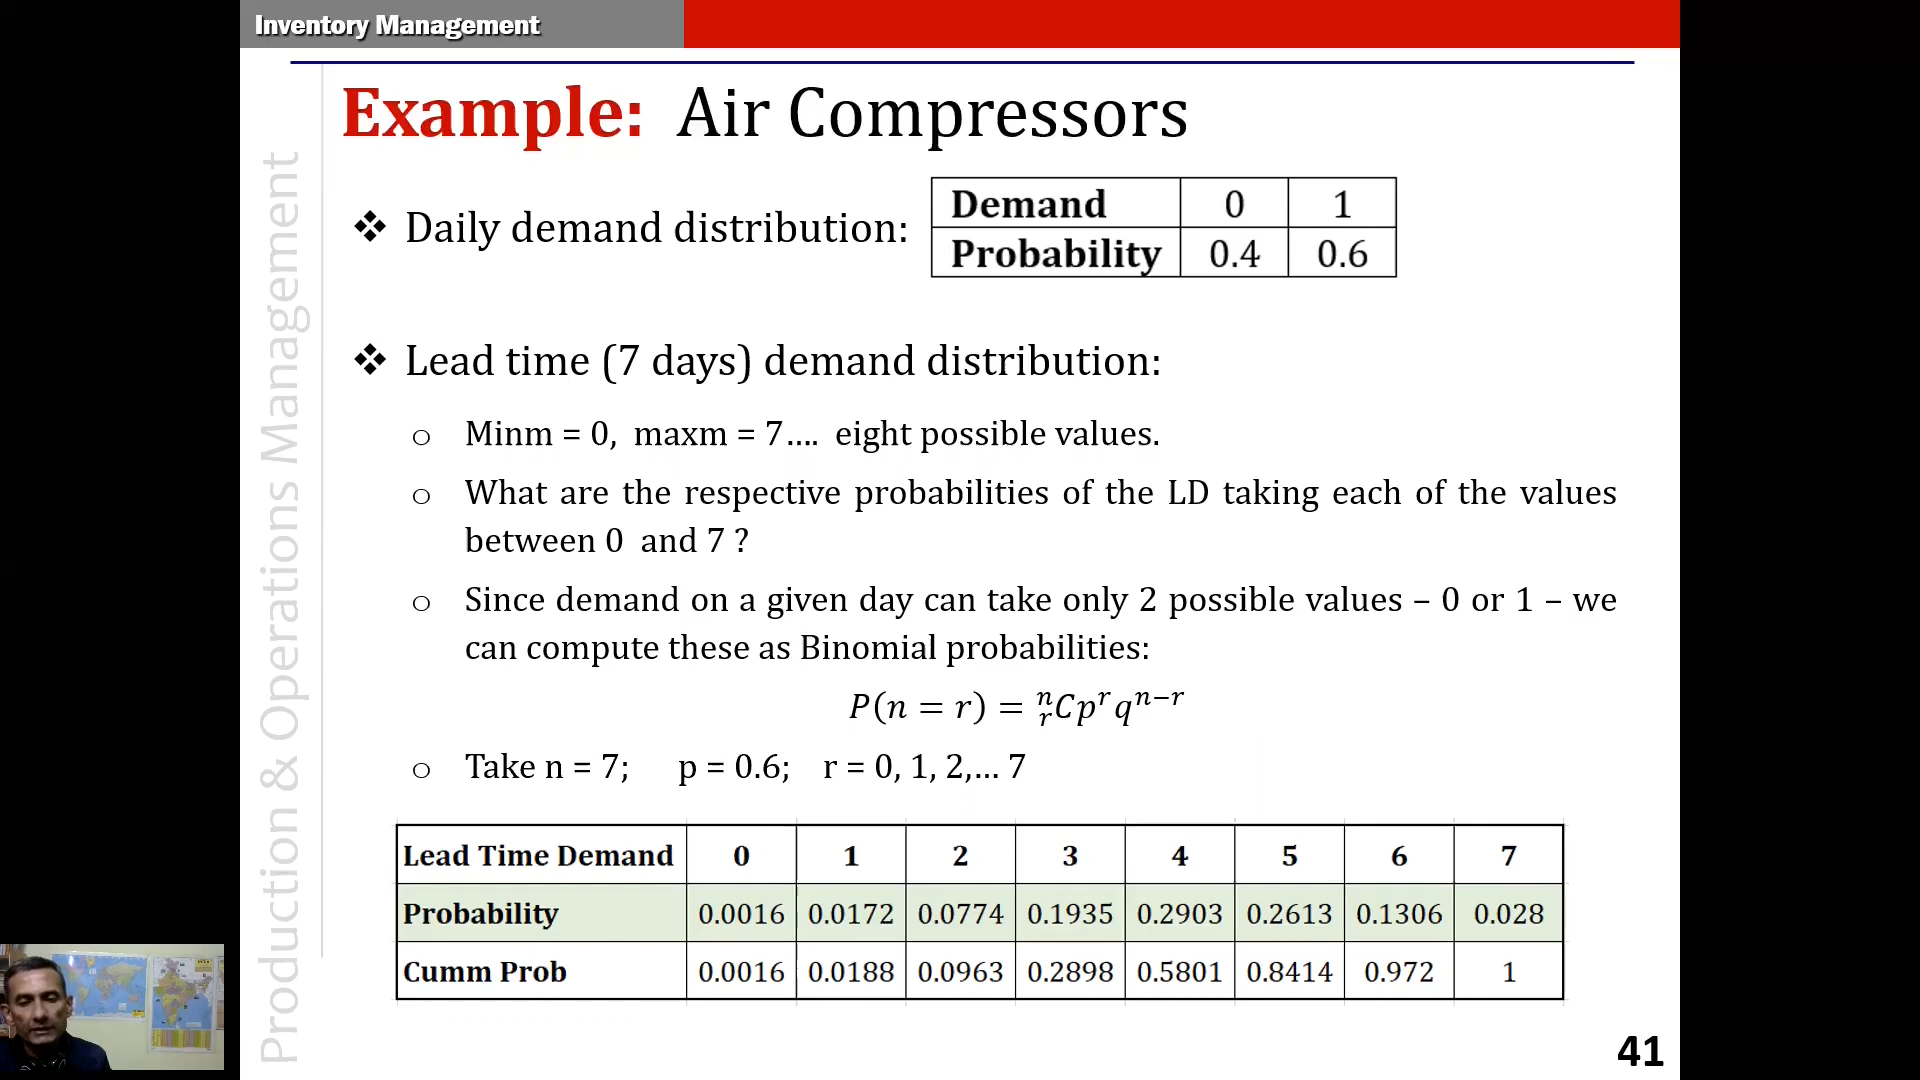 Inventory Management
Example: Air Compressors
Production & Operations Management
❖ Daily demand distribution:
Demand 0 1
Probability 0.4 0.6
❖ Lead time (7 days) demand distribution:
o Minm = 0, maxm = 7…. eight possible values.
o What are the respective probabilities of the LD taking each of the values
between 0 and 7 ?
o Since demand on a given day can take only 2 possible values – 0 or 1 – we
can compute these as Binomial probabilities:
P(n = r) = ⁿᵣCpʳqⁿ⁻ʳ
o Take n = 7; p = 0.6; r = 0, 1, 2,… 7
Lead Time Demand 0 1 2 3 4 5 6 7
Probability 0.0016 0.0172 0.0774 0.1935 0.2903 0.2613 0.1306 0.028
Cumm Prob 0.0016 0.0188 0.0963 0.2898 0.5801 0.8414 0.972 1
41